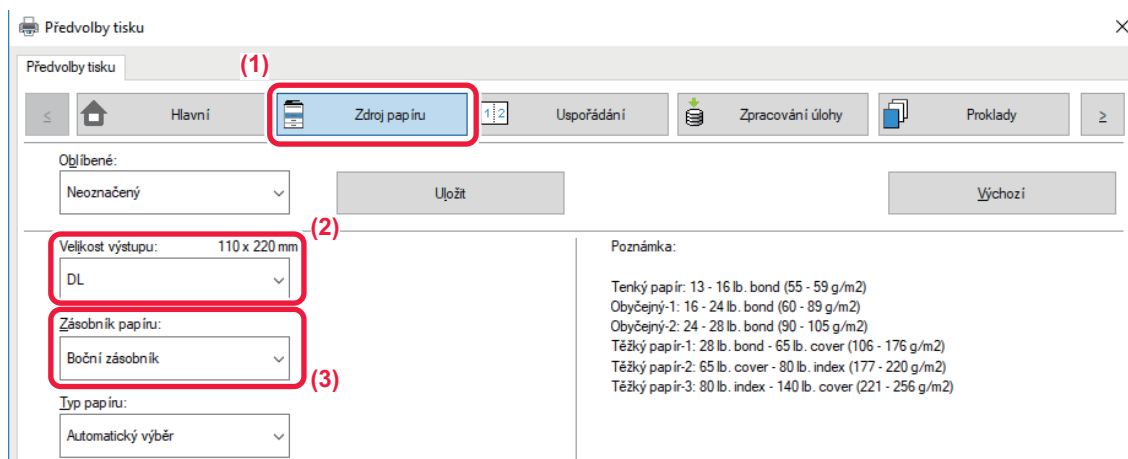 Předvolby tisku
Předvolby tisku
(1)
<
Hlavní
Zdroj papíru
1 2
Uspořádání
Zpracování úlohy
Proklady
>
Oblíbené:
Neoznačený
Uložit
Výchozí
(2)
Velikost výstupu: 110 x 220 mm
DL
Zásobník papíru:
Boční zásobník
(3)
Typ papíru:
Automatický výběr
Poznámka:
Tenký papír: 13 - 16 lb. bond (55 - 59 g/m2)
Obyčejný-1: 16 - 24 lb. bond (60 - 89 g/m2)
Obyčejný-2: 24 - 28 lb. bond (90 - 105 g/m2)
Těžký papír-1: 28 lb. bond - 65 lb. cover (106 - 176 g/m2)
Těžký papír-2: 65 lb. cover - 80 lb. index (177 - 220 g/m2)
Těžký papír-3: 80 lb. index - 140 lb. cover (221 - 256 g/m2)